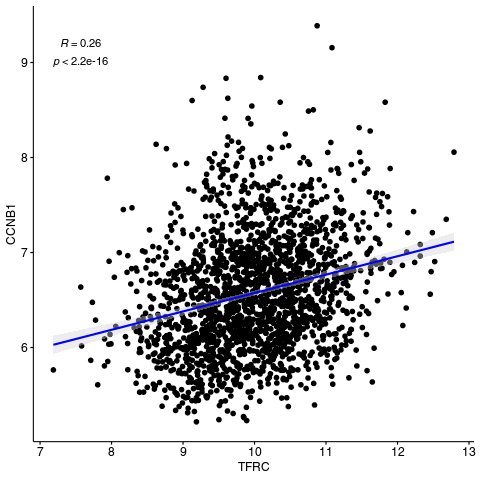 R = 0.26
p < 2.2e-16
9
8
7
6
CCNB1
7 8 9 10 11 12 13
TFRC